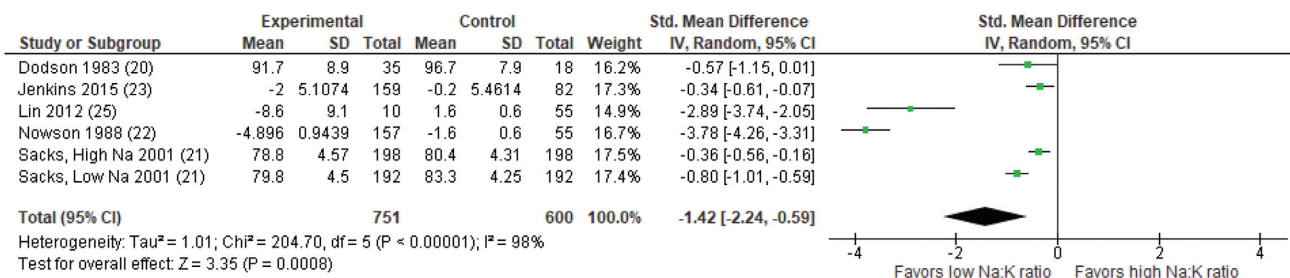 Experimental Control Std. Mean Difference Std. Mean Difference
Study or Subgroup Mean SD Total Mean SD Total Weight IV, Random, 95% CI IV, Random, 95% CI
Dodson 1983 (20) 91.7 8.9 35 96.7 7.9 18 16.2% -0.57 [-1.15, 0.01]
Jenkins 2015 (23) -2 5.1074 159 -0.2 5.4614 82 17.3% -0.34 [-0.61, -0.07]
Lin 2012 (25) -8.6 9.1 10 1.6 0.6 55 14.9% -2.89 [-3.74, -2.05]
Nowson 1988 (22) -4.896 0.9439 157 -1.6 0.6 55 16.7% -3.78 [-4.26, -3.31]
Sacks, High Na 2001 (21) 78.8 4.57 198 80.4 4.31 198 17.5% -0.36 [-0.56, -0.16]
Sacks, Low Na 2001 (21) 79.8 4.5 192 83.3 4.25 192 17.4% -0.80 [-1.01, -0.59]
Total (95% CI) 751 600 100.0% -1.42 [-2.24, -0.59]
Heterogeneity: Tau² = 1.01; Chi² = 204.70, df = 5 (P < 0.00001); I² = 98%
Test for overall effect: Z = 3.35 (P = 0.0008)
-4 -2 0 2 4
Favors low Na:K ratio Favors high Na:K ratio